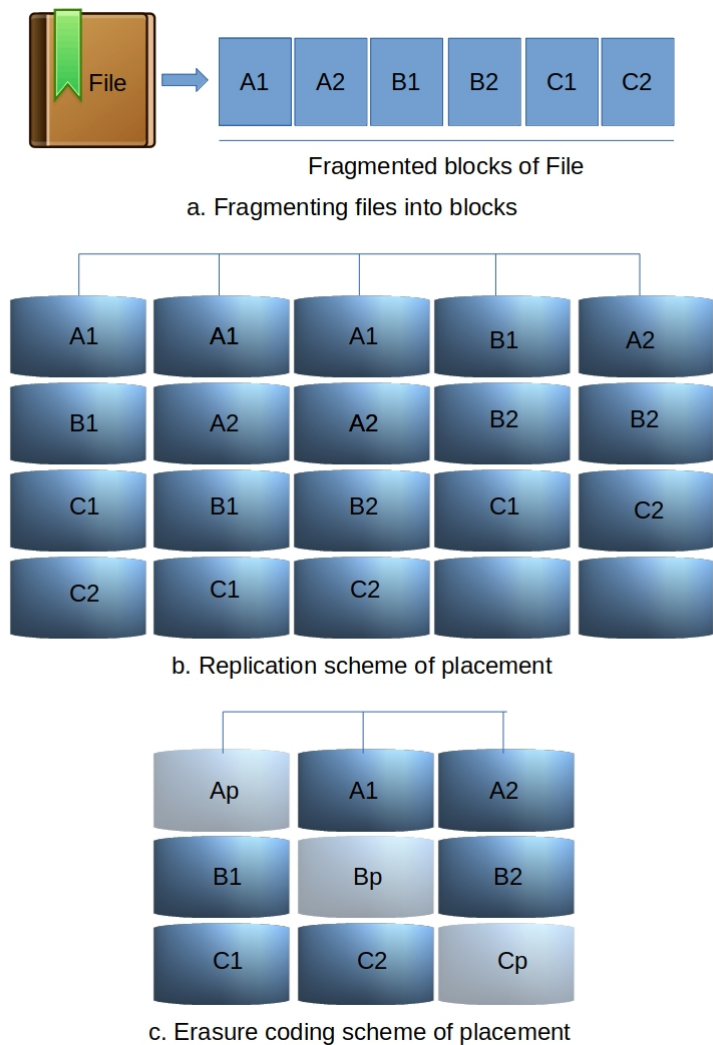 File A1 A2 B1 B2 C1 C2
Fragmented blocks of File
a. Fragmenting files into blocks
A1 A1 A1 B1 A2
B1 A2 A2 B2 B2
C1 B1 B2 C1 C2
C2 C1 C2
b. Replication scheme of placement
Ap A1 A2
B1 Bp B2
C1 C2 Cp
c. Erasure coding scheme of placement